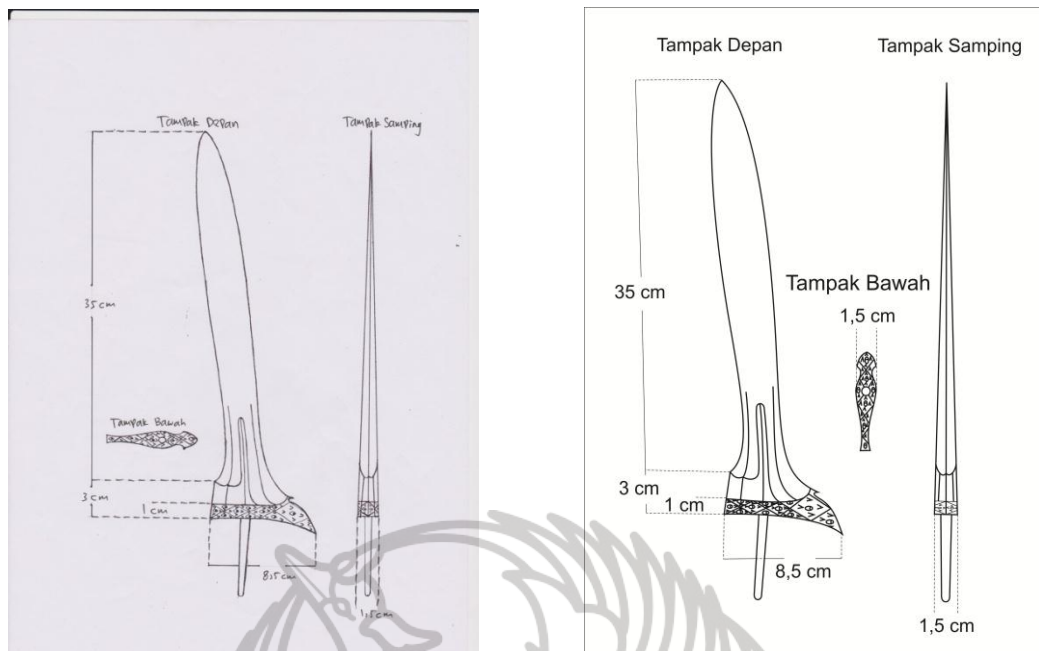 Tampak Depan
Tampak Samping
35 cm
Tampak Bawah
3 cm
1 cm
8,5 cm
1,5 cm
Tampak Depan
Tampak Samping
35 cm
Tampak Bawah
1,5 cm
3 cm
1 cm
8,5 cm
1,5 cm